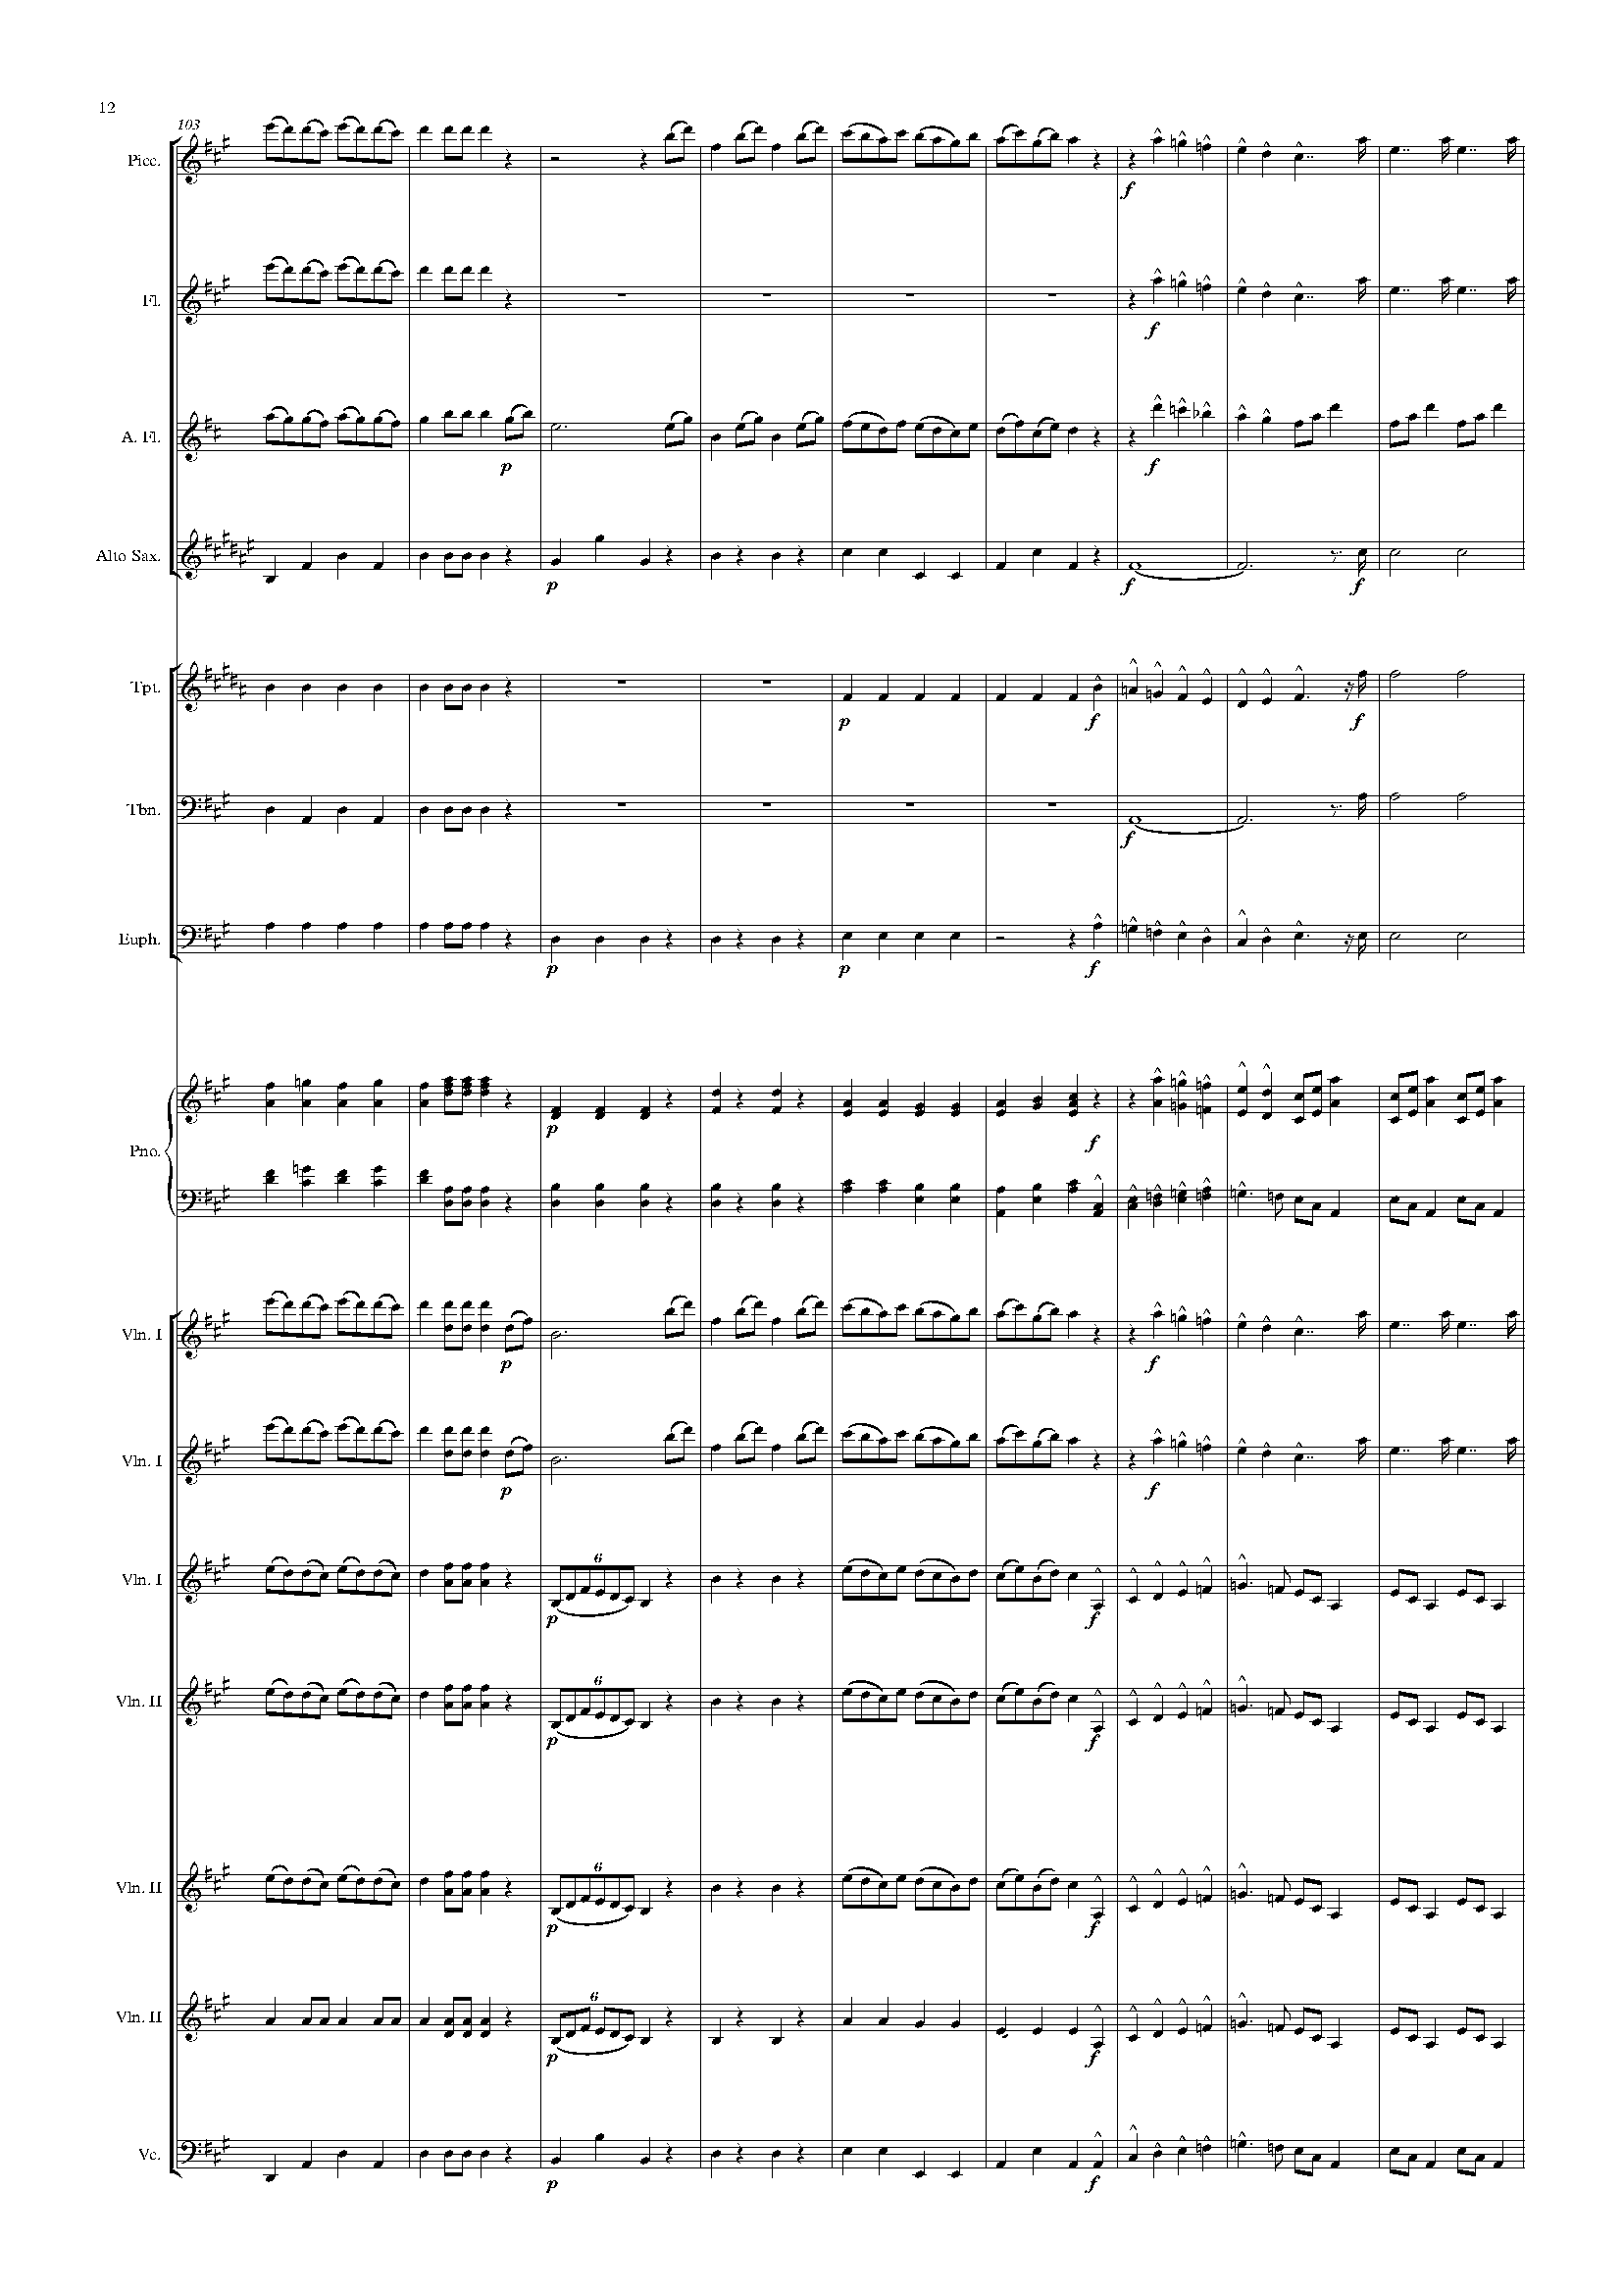 12
103
Picc.
f
Fl.
f
A. Fl.
p
f
Alto Sax.
p
f
f
Tpt.
p
f
f
Tbn.
f
Euph.
p
p
f
Pno.
p
f
Vln. I
p
f
Vln. I
p
f
Vln. I
6
p
f
Vln. II
6
p
f
Vln. II
6
p
f
Vln. II
6
p
f
Vc.
p
f